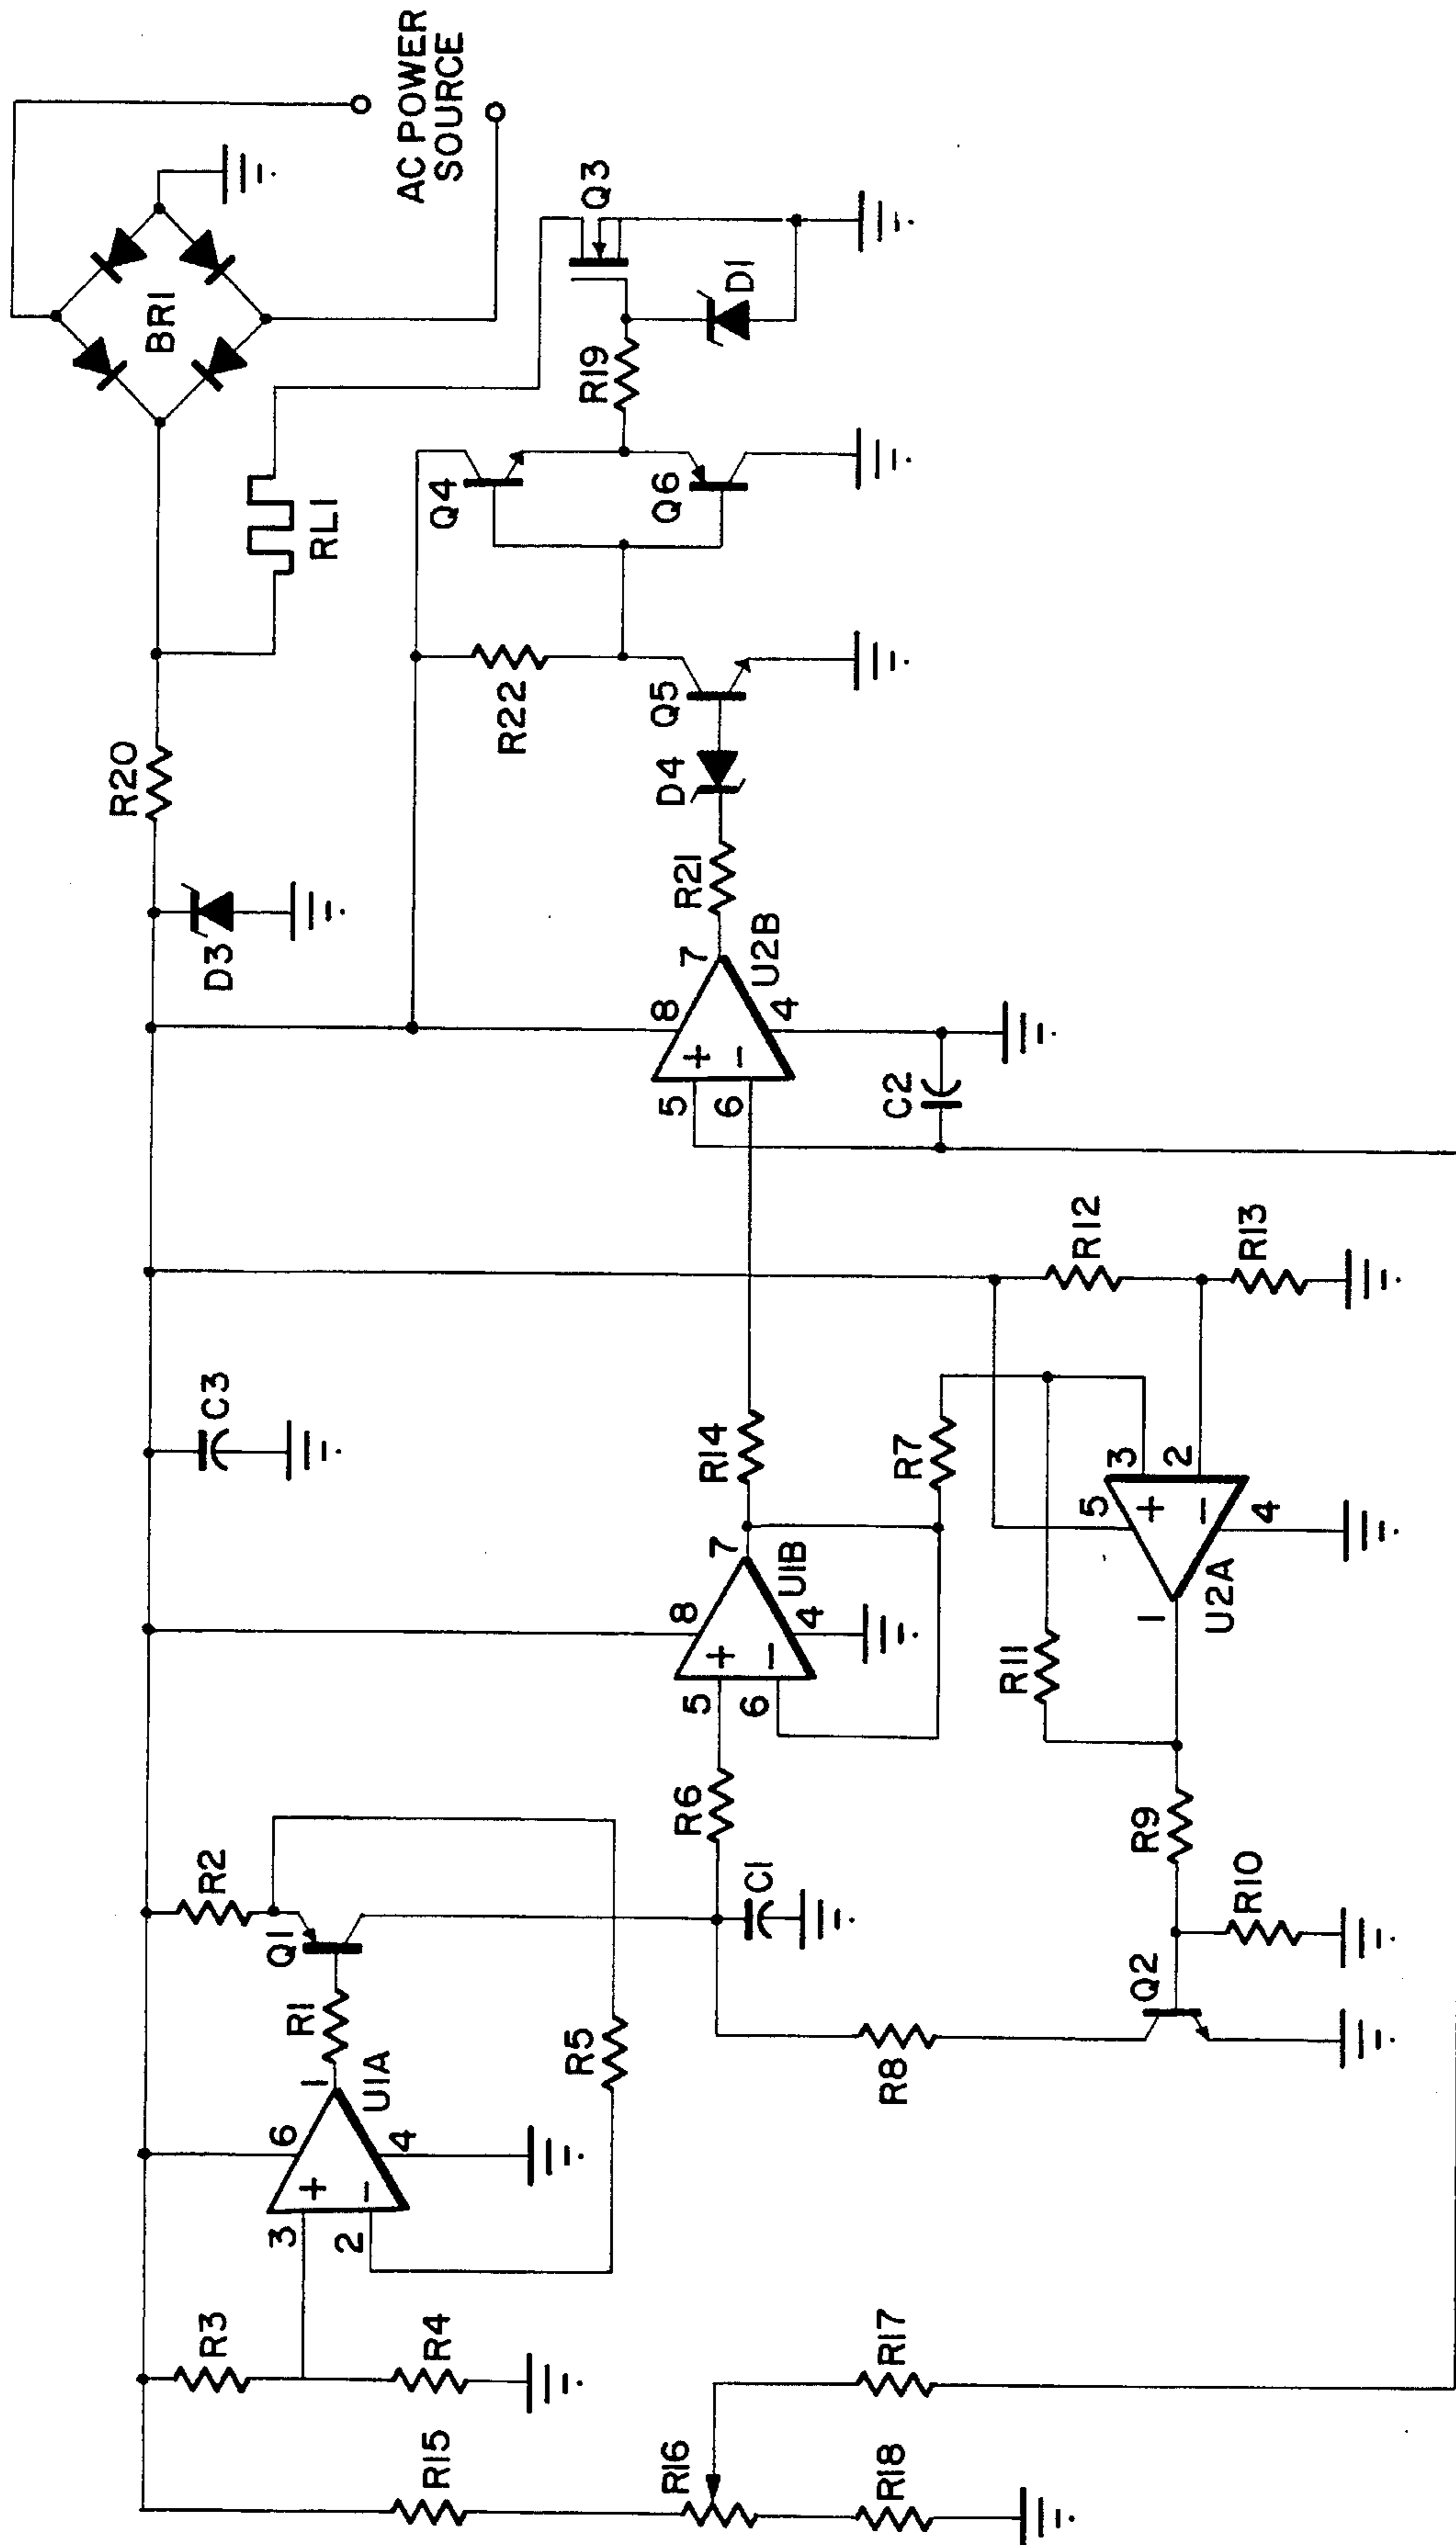 AC POWER
SOURCE
BR1
RL1
R20
D3
Q3
D1
R19
Q4
Q6
R22
Q5
D4
R21
8
7
U2B
+
−
5
6
4
C2
C3
R12
R13
R14
R7
8
7
U1B
+
−
5
6
4
R11
3
2
5
+
−
4
1
U2A
R6
C1
R9
R10
Q2
R8
R2
Q1
R1
R5
1
U1A
6
4
+
−
3
2
R3
R4
R15
R16
R17
R18